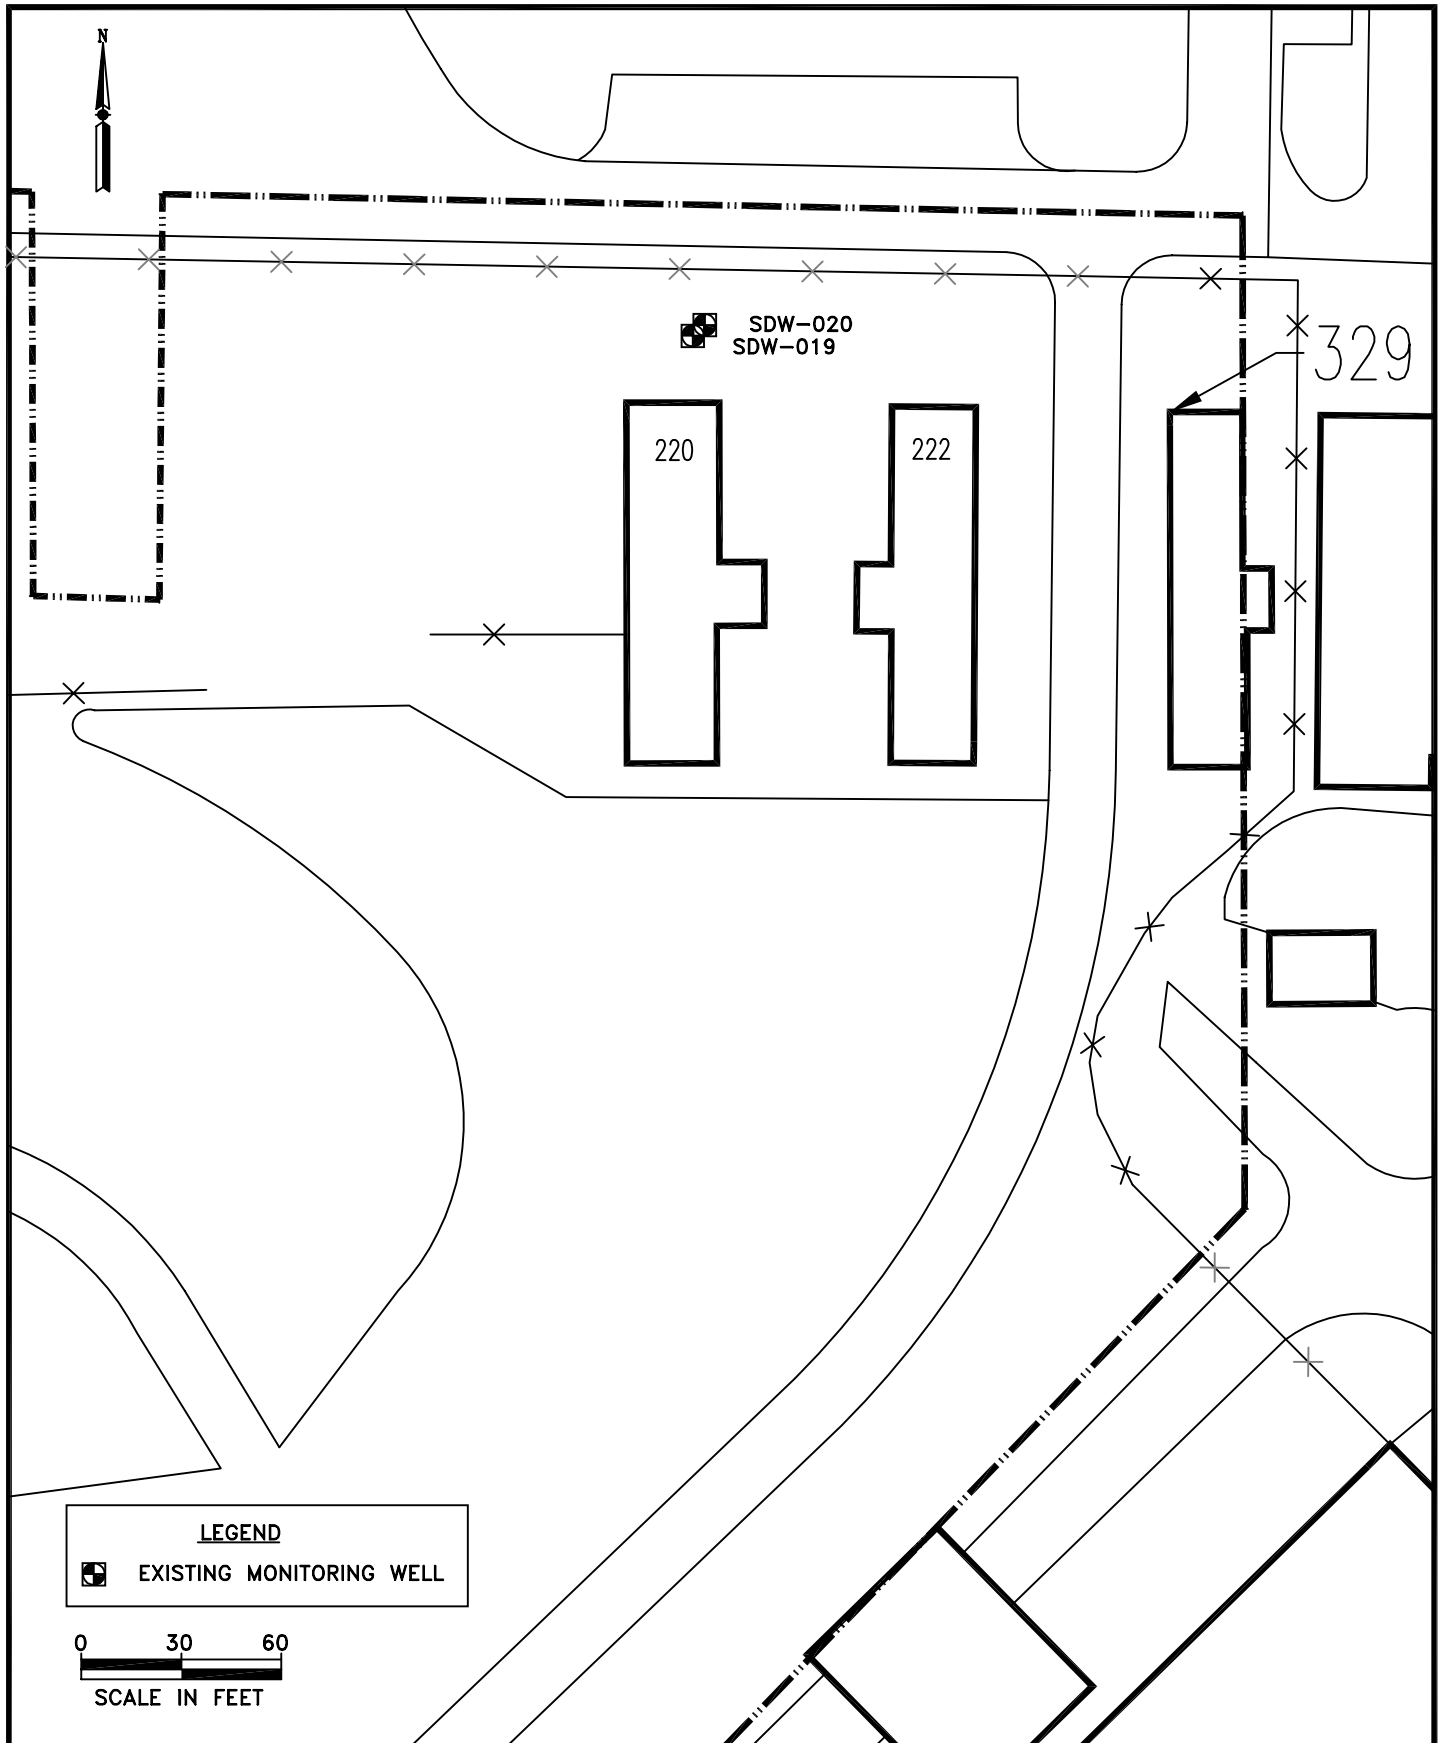 N
SDW-020
SDW-019
329
220
222
LEGEND
EXISTING MONITORING WELL
0 30 60
SCALE IN FEET